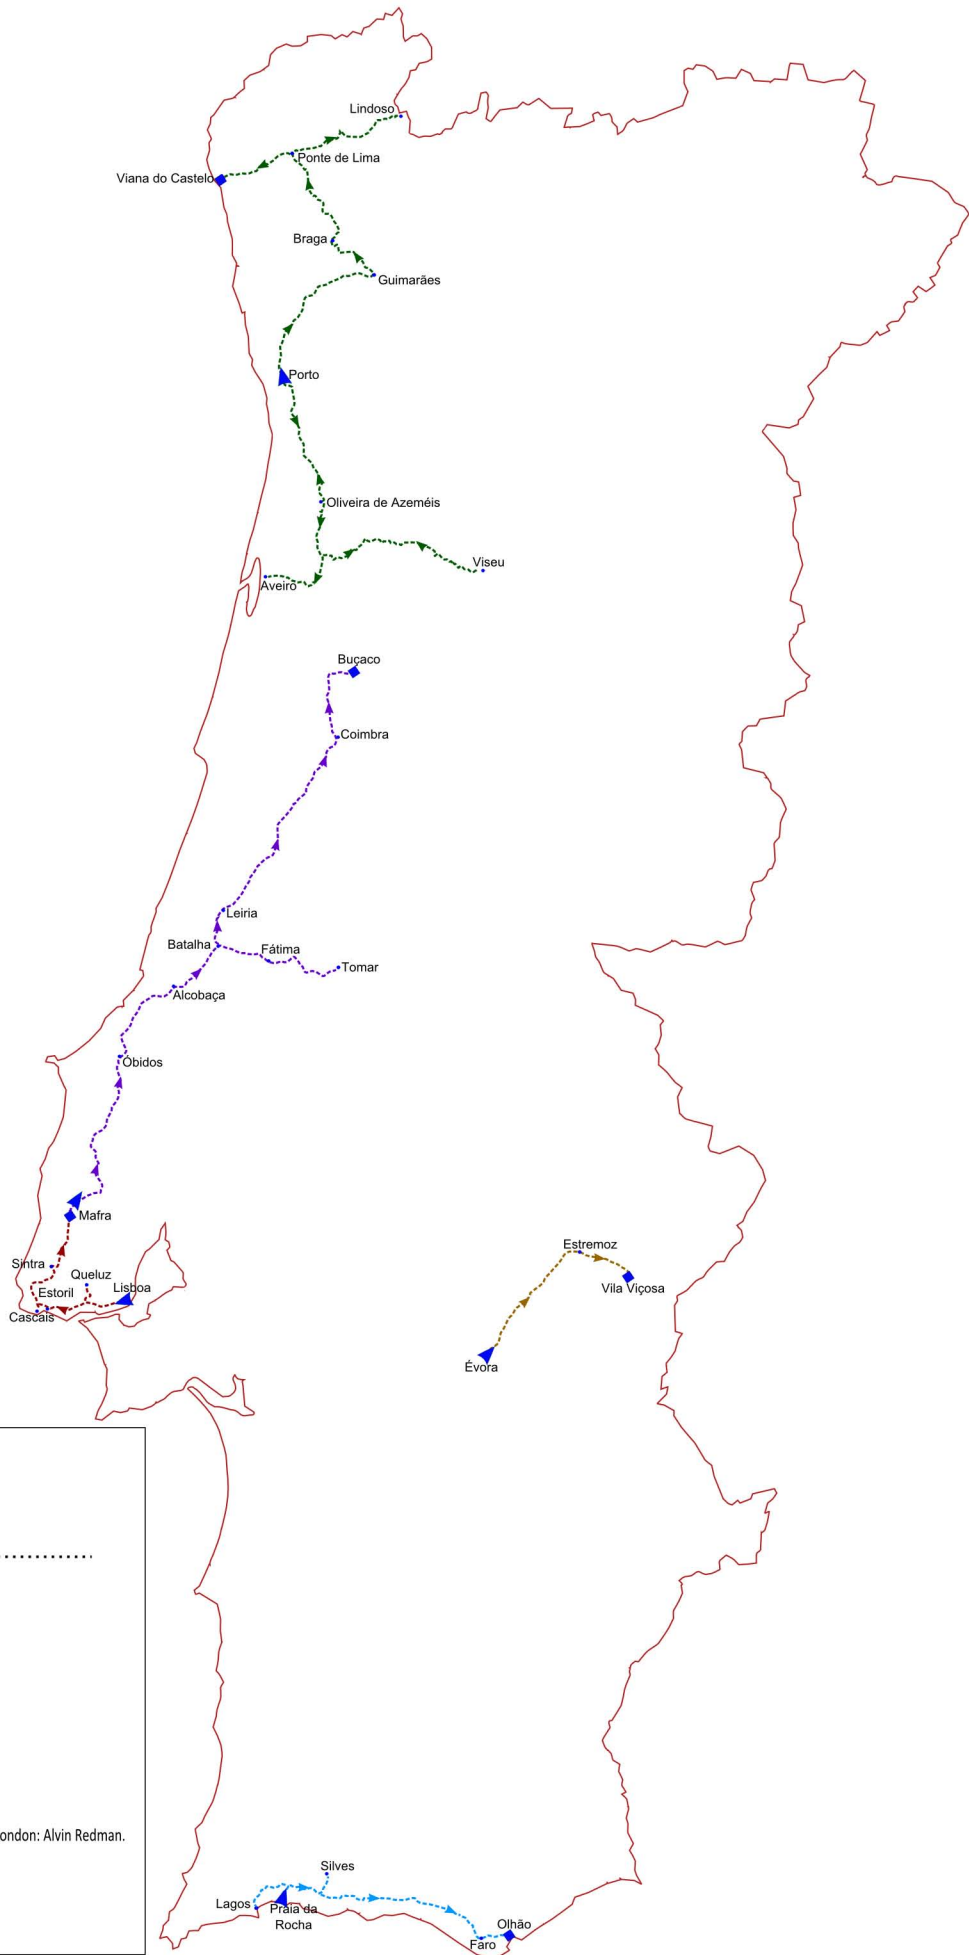 Lindoso
Ponte de Lima
Viana do Castelo
Braga
Guimarães
Porto
Oliveira de Azeméis
Viseu
Aveiro
Buçaco
Coimbra
Leiria
Batalha
Fátima
Tomar
Alcobaça
Óbidos
Mafra
Sintra
Queluz
Estoril
Lisboa
Cascais
Estremoz
Vila Viçosa
Évora
ondon: Alvin Redman.
Silves
Lagos
Praia da
Rocha
Olhão
Faro